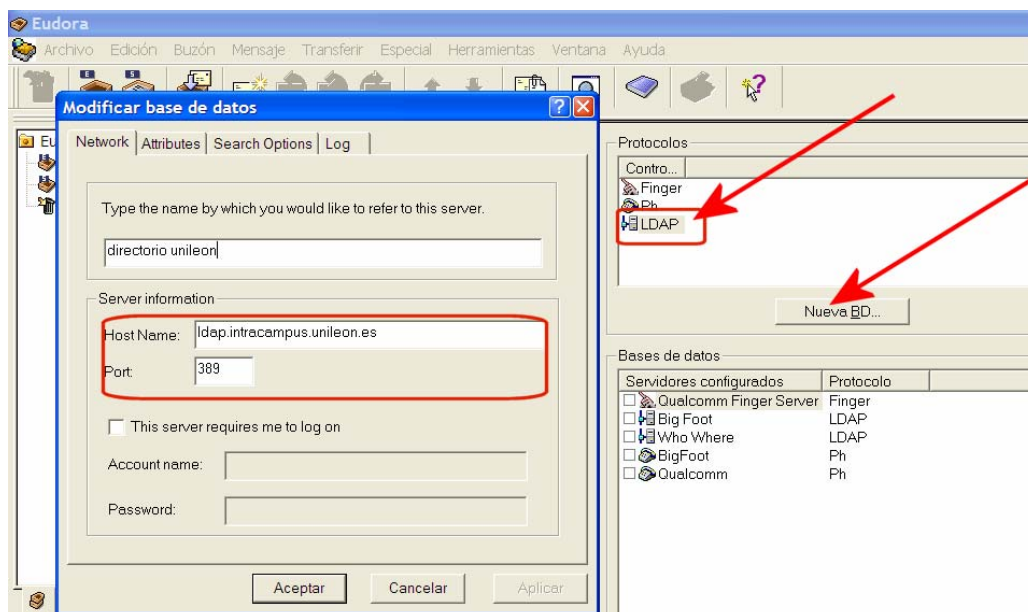 Eudora
Archivo Edición Buzón Mensaje Transferir Especial Herramientas Ventana Ayuda
Modificar base de datos
Network Attributes Search Options Log
Type the name by which you would like to refer to this server.
directorio unileon
Server information
Host Name: ldap.intracampus.unileon.es
Port: 389
This server requires me to log on
Account name:
Password:
Aceptar Cancelar Aplicar
Eu
Protocolos
Contro...
Finger
Ph
LDAP
Nueva BD...
Bases de datos
Servidores configurados Protocolo
Qualcomm Finger Server Finger
Big Foot LDAP
Who Where LDAP
BigFoot Ph
Qualcomm Ph